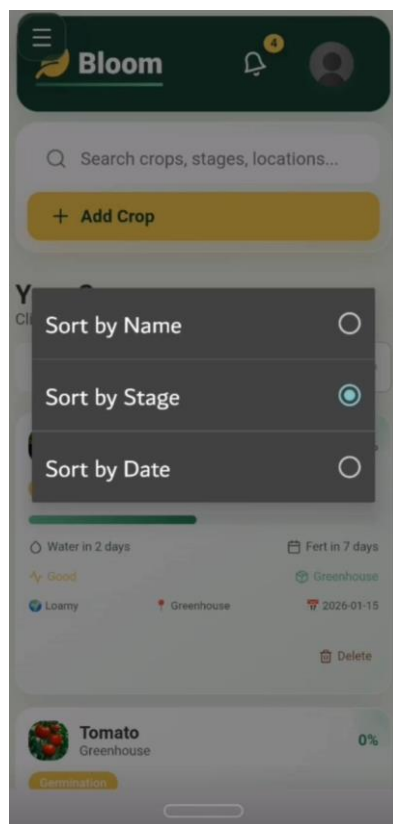 Bloom
4
Search crops, stages, locations...
+ Add Crop
Sort by Name
Sort by Stage
Sort by Date
Water in 2 days
Fert in 7 days
Good
Greenhouse
Loamy
Greenhouse
2026-01-15
Delete
Tomato
0%
Greenhouse
Germination